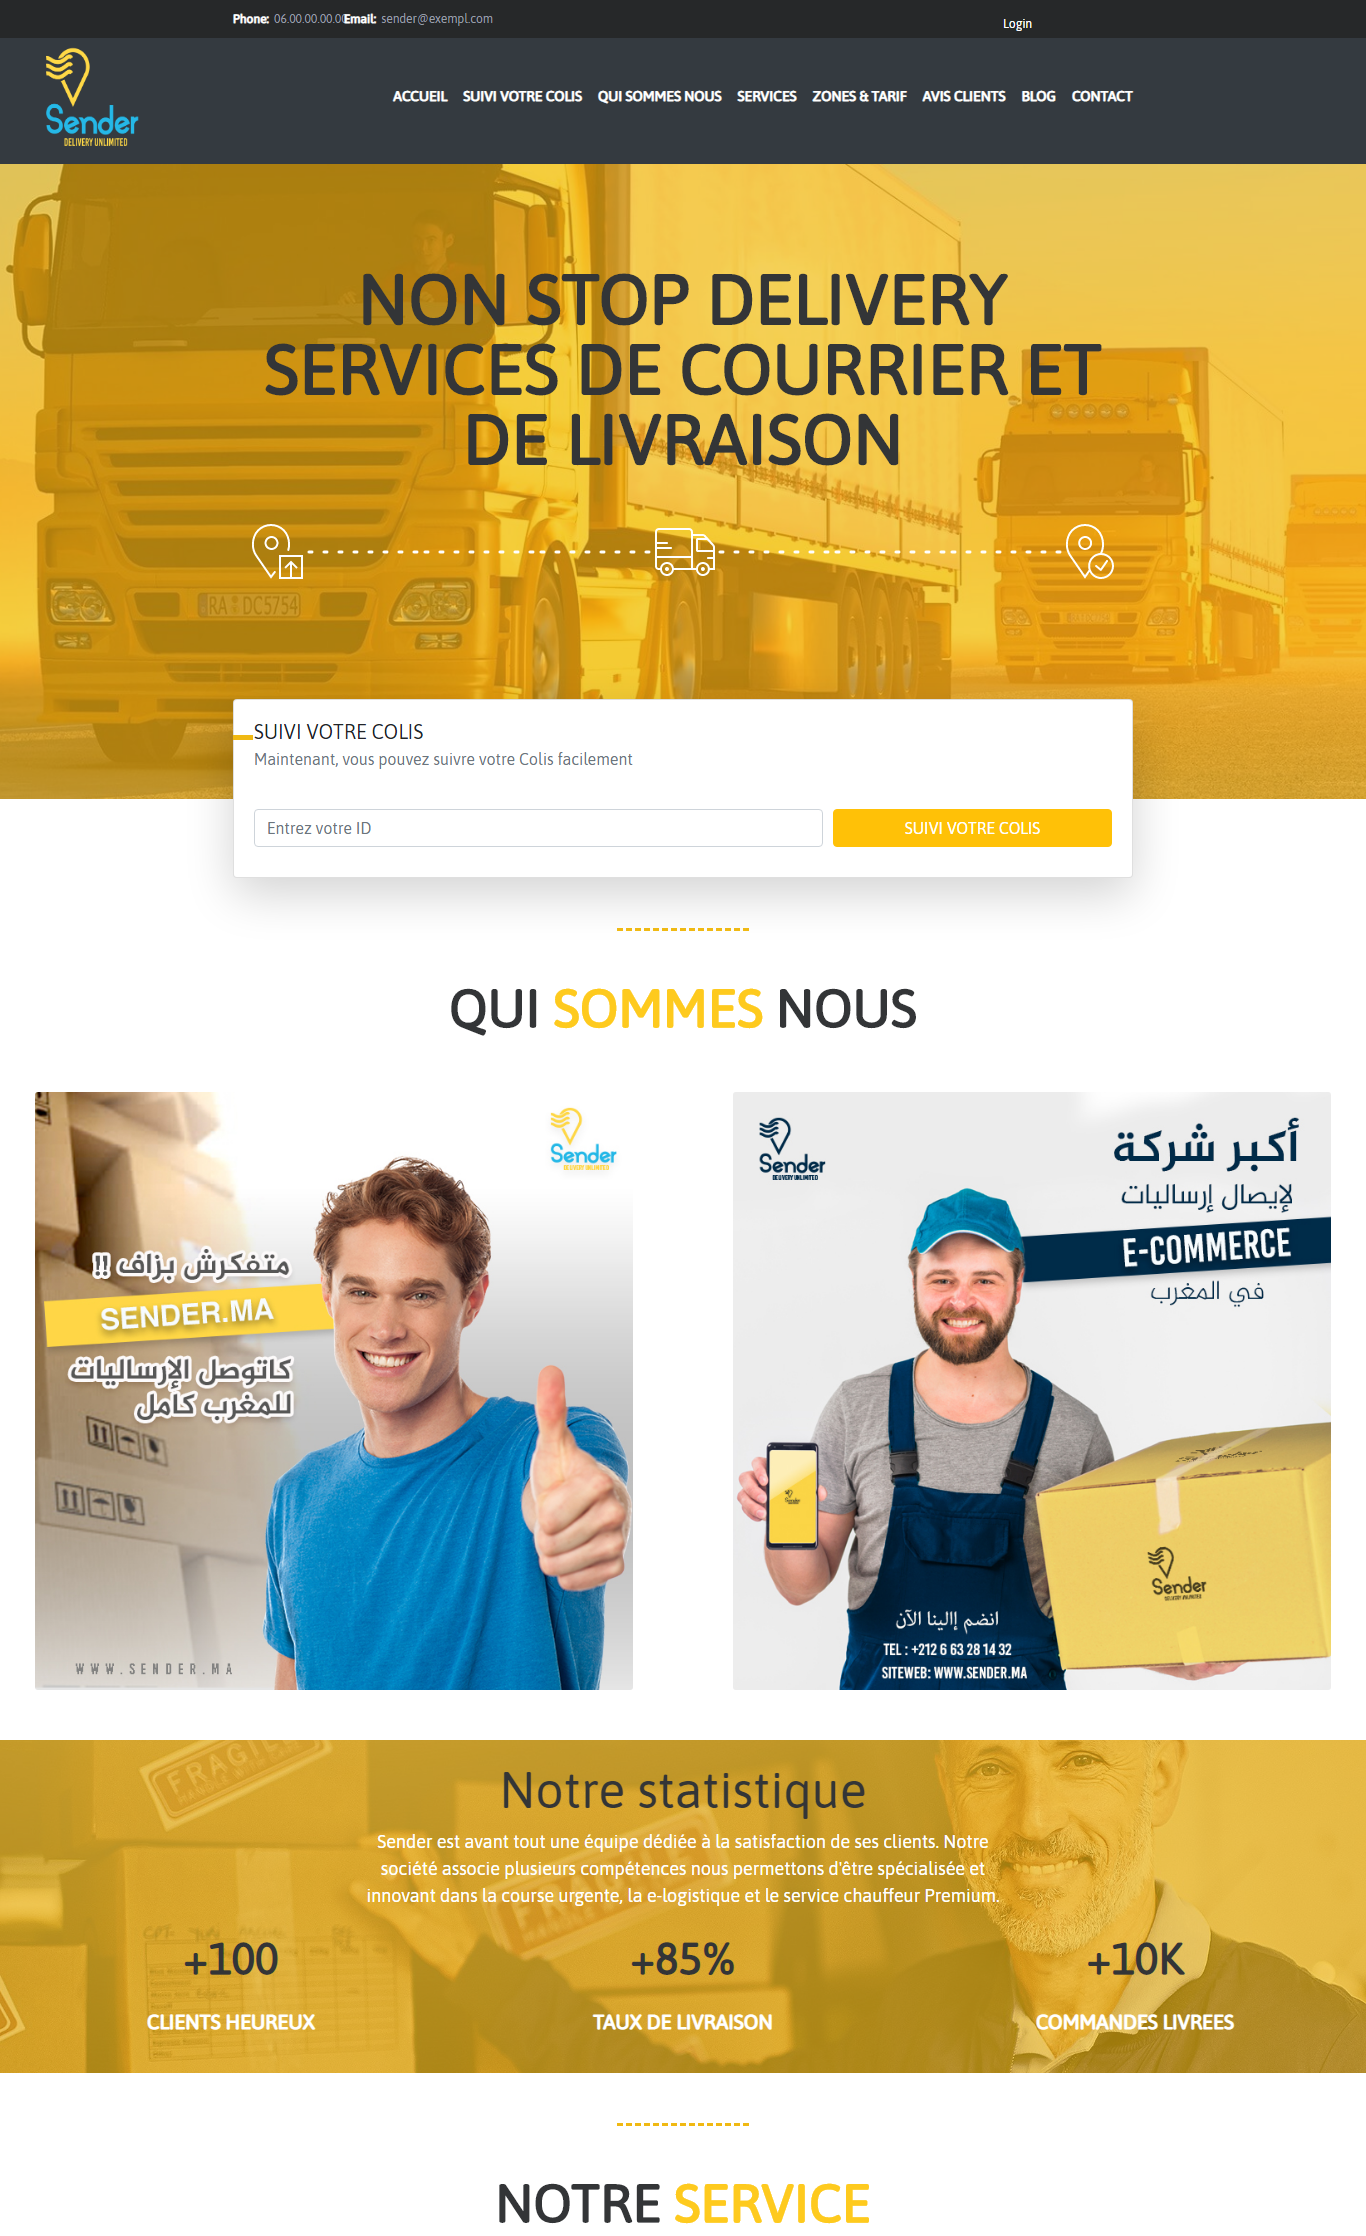 Phone: 06.00.00.00.0 Email: sender@exempl.com
Login
Sender
DELIVERY UNLIMITED
ACCUEIL SUIVI VOTRE COLIS QUI SOMMES NOUS SERVICES ZONES & TARIF AVIS CLIENTS BLOG CONTACT
NON STOP DELIVERY
SERVICES DE COURRIER ET
DE LIVRAISON
RA DC5754
SUIVI VOTRE COLIS
Maintenant, vous pouvez suivre votre Colis facilement
Entrez votre ID
SUIVI VOTRE COLIS
QUI SOMMES NOUS
Sender
DELIVERY UNLIMITED
متفكرش بزاف !!
SENDER.MA
كاتوصل الإرساليات
للمغرب كامل
WWW.SENDER.MA
Sender
DELIVERY UNLIMITED
أكبر شركة
لإيصال إرساليات
E-COMMERCE
في المغرب
Sender
انضم إالينا الآن
TEL : +212 6 63 28 14 32
SITEWEB: WWW.SENDER.MA
FRAGILE
Notre statistique
Sender est avant tout une équipe dédiée à la satisfaction de ses clients. Notre
société associe plusieurs compétences nous permettons d'être spécialisée et
innovant dans la course urgente, la e-logistique et le service chauffeur Premium.
+100
CLIENTS HEUREUX
+85%
TAUX DE LIVRAISON
+10K
COMMANDES LIVREES
NOTRE SERVICE